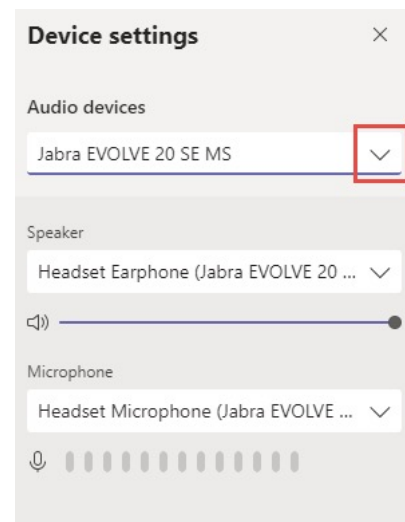 Device settings
Audio devices
Jabra EVOLVE 20 SE MS
Speaker
Headset Earphone (Jabra EVOLVE 20 ...
Microphone
Headset Microphone (Jabra EVOLVE ...